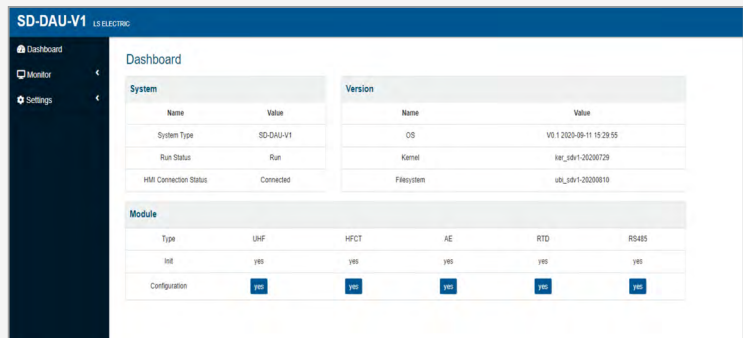 SD-DAU-V1 LS ELECTRIC
Dashboard
Monitor
Settings
Dashboard
System
Name Value
System Type SD-DAU-V1
Run Status Run
HMI Connection Status Connected
Version
Name Value
OS V0.1 2020-09-11 15:29:55
Kernel ker_sdv1-20200729
Filesystem ubi_sdv1-20200810
Module
Type UHF HFCT AE RTD RS485
Init yes yes yes yes yes
Configuration yes yes yes yes yes